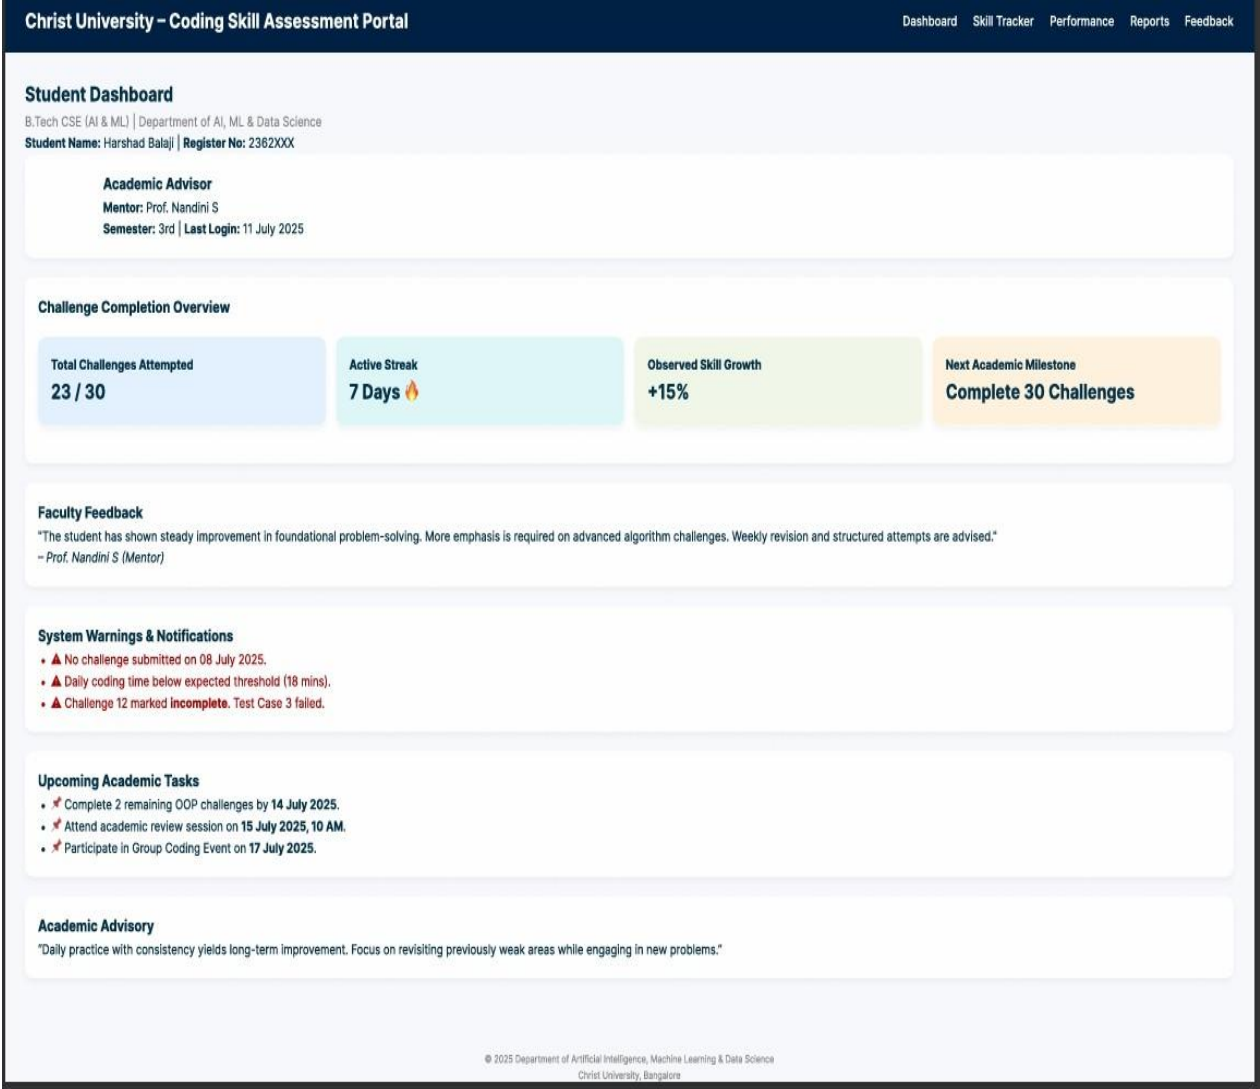 Christ University – Coding Skill Assessment Portal
Dashboard Skill Tracker Performance Reports Feedback
Student Dashboard
B.Tech CSE (AI & ML) | Department of AI, ML & Data Science
Student Name: Harshad Balaji | Register No: 2362XXX
Academic Advisor
Mentor: Prof. Nandini S
Semester: 3rd | Last Login: 11 July 2025
Challenge Completion Overview
Total Challenges Attempted
23 / 30
Active Streak
7 Days 🔥
Observed Skill Growth
+15%
Next Academic Milestone
Complete 30 Challenges
Faculty Feedback
"The student has shown steady improvement in foundational problem-solving. More emphasis is required on advanced algorithm challenges. Weekly revision and structured attempts are advised."
– Prof. Nandini S (Mentor)
System Warnings & Notifications
• ⚠ No challenge submitted on 08 July 2025.
• ⚠ Daily coding time below expected threshold (18 mins).
• ⚠ Challenge 12 marked incomplete. Test Case 3 failed.
Upcoming Academic Tasks
• 📌 Complete 2 remaining OOP challenges by 14 July 2025.
• 📌 Attend academic review session on 15 July 2025, 10 AM.
• 📌 Participate in Group Coding Event on 17 July 2025.
Academic Advisory
"Daily practice with consistency yields long-term improvement. Focus on revisiting previously weak areas while engaging in new problems."
© 2025 Department of Artificial Intelligence, Machine Learning & Data Science
Christ University, Bangalore